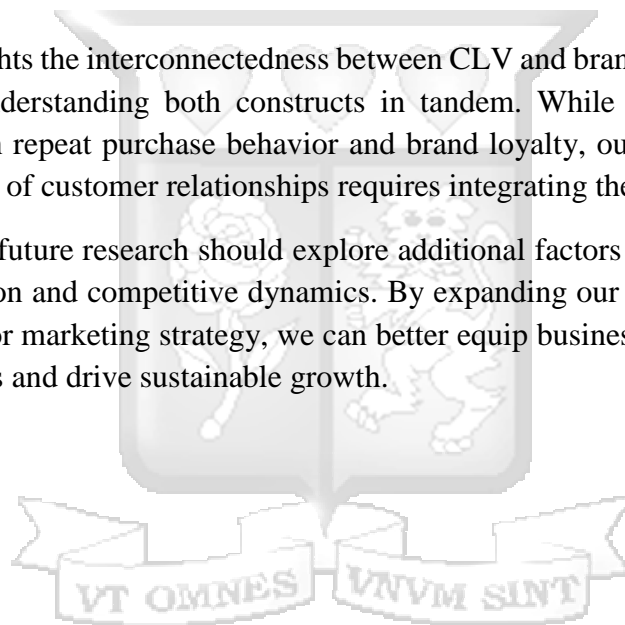 hts the interconnectedness between CLV and bran
derstanding both constructs in tandem. While
repeat purchase behavior and brand loyalty, ou
of customer relationships requires integrating the
future research should explore additional factors
on and competitive dynamics. By expanding our
or marketing strategy, we can better equip busines
s and drive sustainable growth.
VT OMNES VNVM SINT